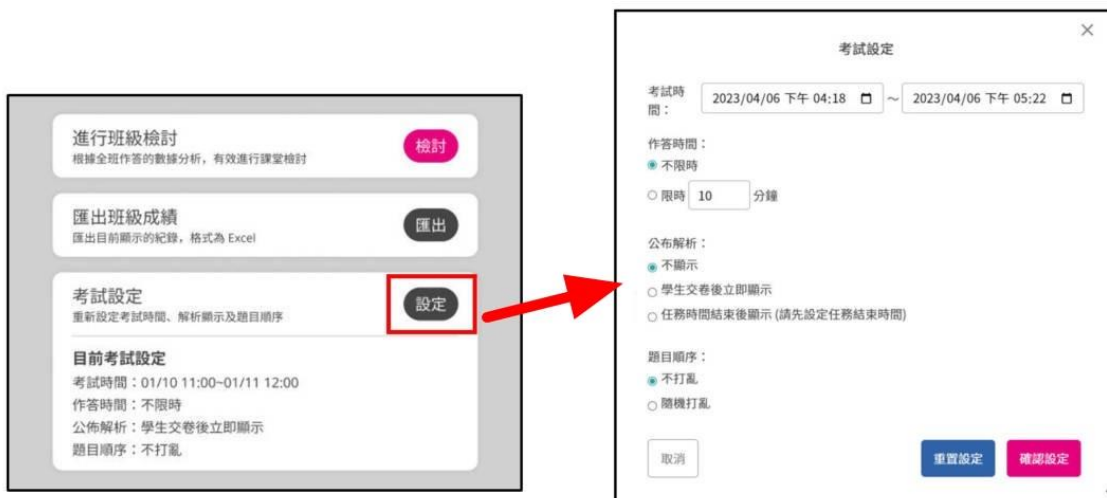 進行班級檢討
根據全班作答的數據分析，有效進行課堂檢討
檢討
匯出班級成績
匯出目前顯示的紀錄，格式為 Excel
匯出
考試設定
重新設定考試時間、解析顯示及題目順序
設定
目前考試設定
考試時間：01/10 11:00~01/11 12:00
作答時間：不限時
公佈解析：學生交卷後立即顯示
題目順序：不打亂
考試設定
考試時
間：
2023/04/06 下午 04:18 ～ 2023/04/06 下午 05:22
作答時間：
不限時
限時 10 分鐘
公布解析：
不顯示
學生交卷後立即顯示
任務時間結束後顯示 (請先設定任務結束時間)
題目順序：
不打亂
隨機打亂
取消 重置設定 確認設定